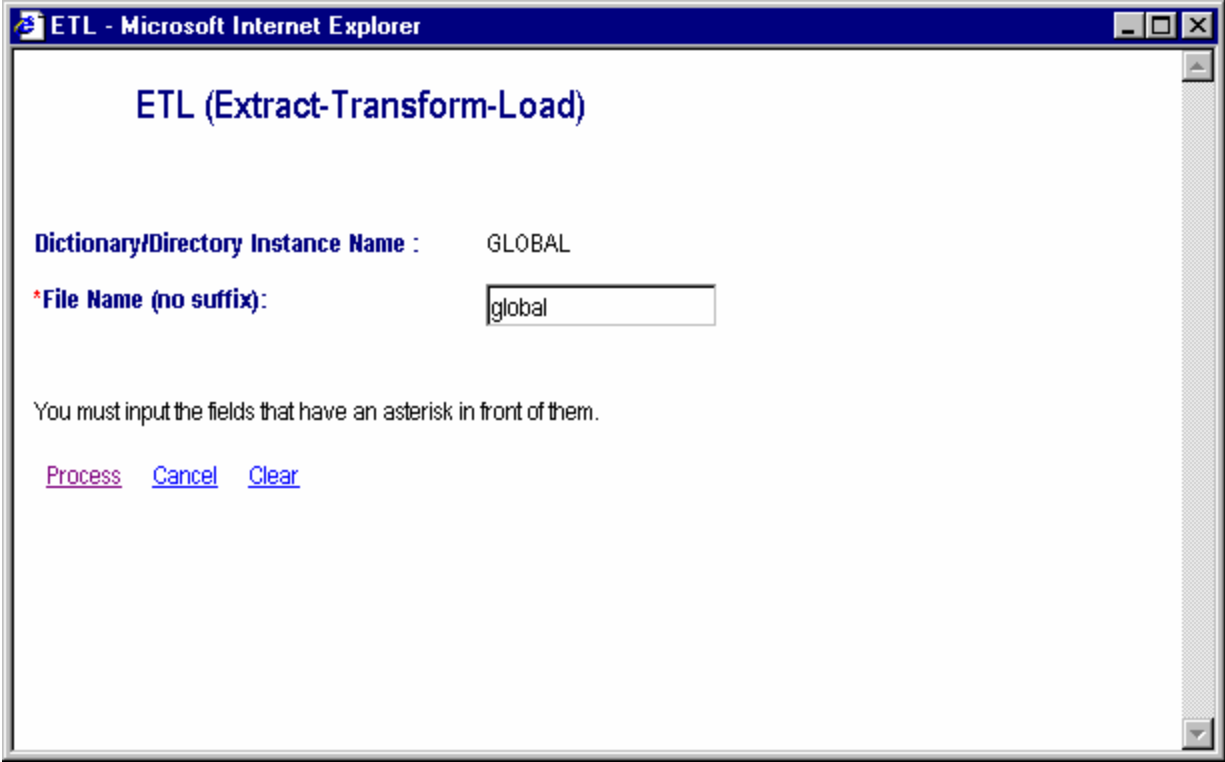 ETL - Microsoft Internet Explorer
ETL (Extract-Transform-Load)
Dictionary/Directory Instance Name : GLOBAL
*File Name (no suffix): global
You must input the fields that have an asterisk in front of them.
Process Cancel Clear